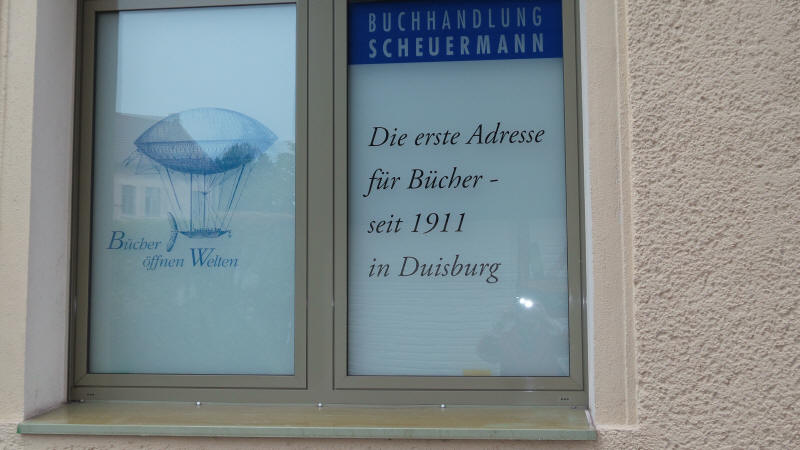 Bücher
öffnen Welten
BUCHHANDLUNG
SCHEUERMANN
Die erste Adresse
für Bücher -
seit 1911
in Duisburg